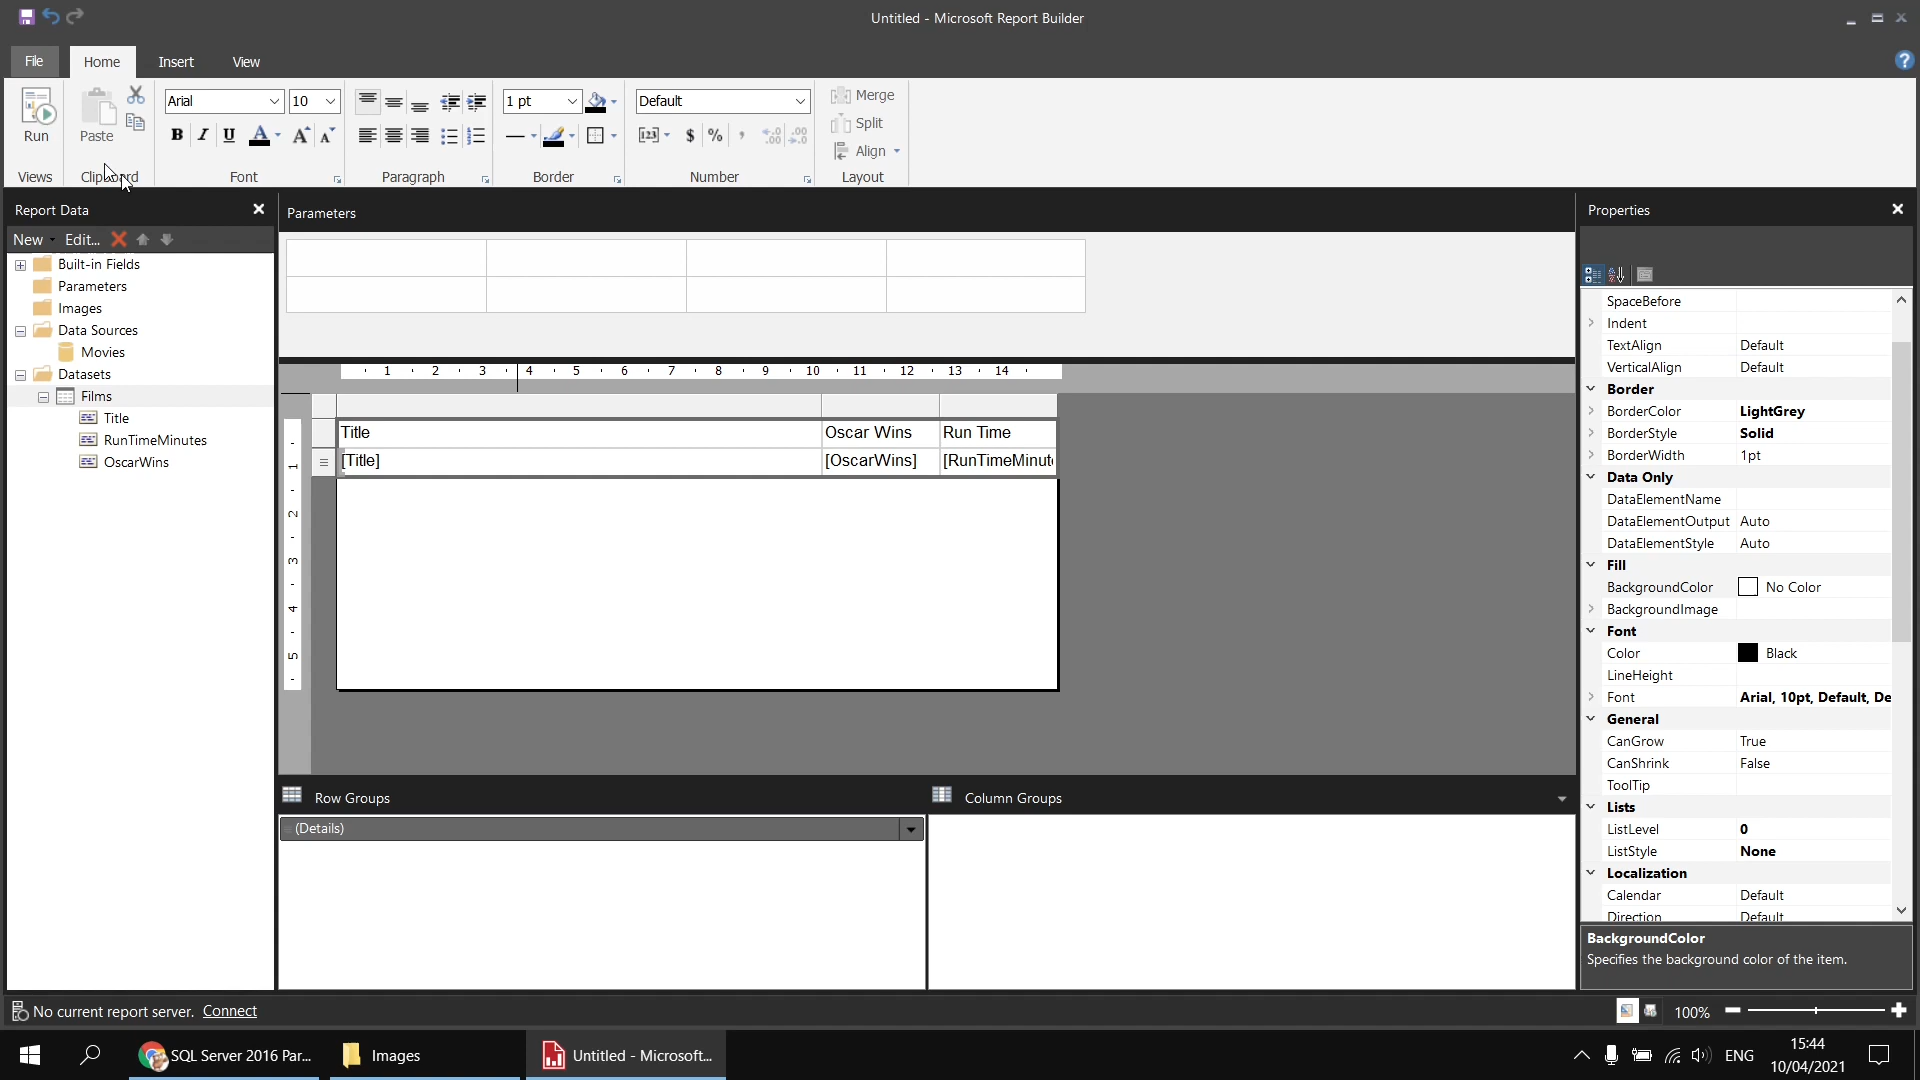 Untitled - Microsoft Report Builder
File
Home
Insert
View
Run
Paste
Arial
10
1 pt
Default
Merge
Split
Align
Views
Clipboard
Font
Paragraph
Border
Number
Layout
Report Data
New
Edit...
Built-in Fields
Parameters
Images
Data Sources
Movies
Datasets
Films
Title
RunTimeMinutes
OscarWins
Parameters
1 2 3 4 5 6 7 8 9 10 11 12 13 14
1
2
3
4
5
Title Oscar Wins Run Time
[Title] [OscarWins] [RunTimeMinut
Row Groups
Column Groups
(Details)
Properties
SpaceBefore
Indent
TextAlign Default
VerticalAlign Default
Border
BorderColor LightGrey
BorderStyle Solid
BorderWidth 1pt
Data Only
DataElementName
DataElementOutput Auto
DataElementStyle Auto
Fill
BackgroundColor No Color
BackgroundImage
Font
Color Black
LineHeight
Font Arial, 10pt, Default, De
General
CanGrow True
CanShrink False
ToolTip
Lists
ListLevel 0
ListStyle None
Localization
Calendar Default
Direction Default
BackgroundColor
Specifies the background color of the item.
No current report server. Connect
100%
SQL Server 2016 Par...
Images
Untitled - Microsoft...
ENG
15:44
10/04/2021